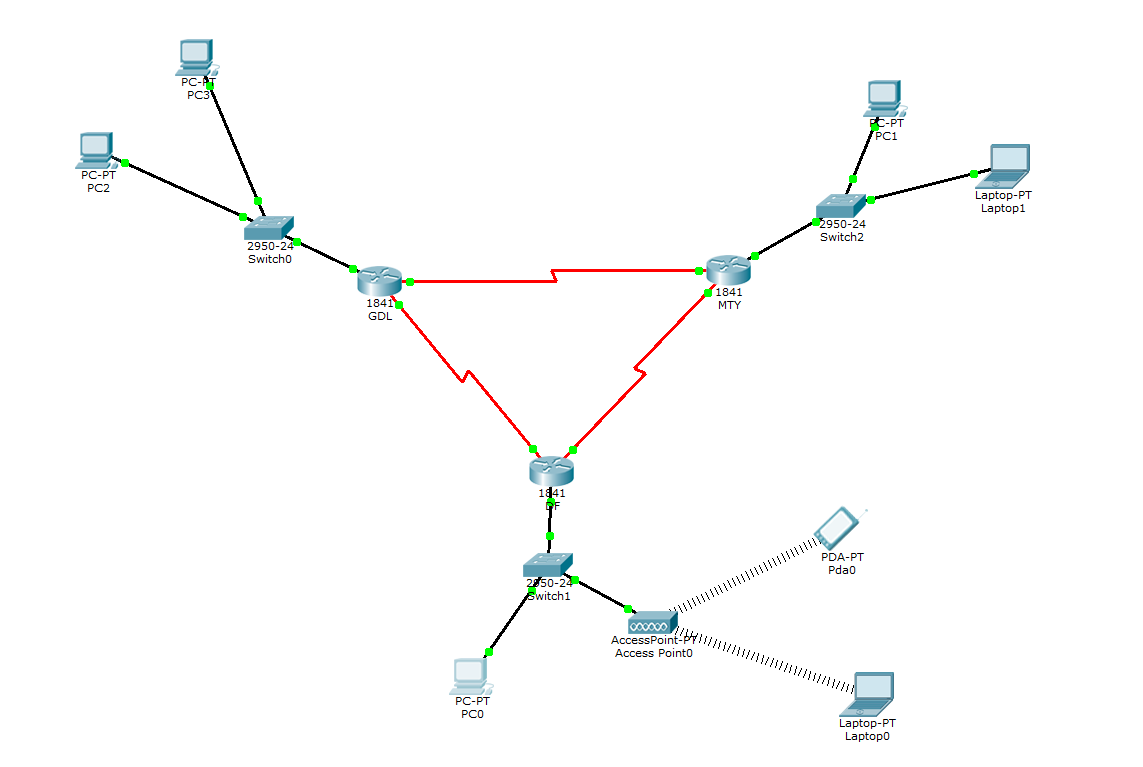 PC-PT
PC3
PC-PT
PC1
PC-PT
PC2
Laptop-PT
Laptop1
2950-24
Switch2
2950-24
Switch0
1841
MTY
1841
GDL
1841
DF
PDA-PT
Pda0
2950-24
Switch1
AccessPoint-PT
Access Point0
PC-PT
PC0
Laptop-PT
Laptop0